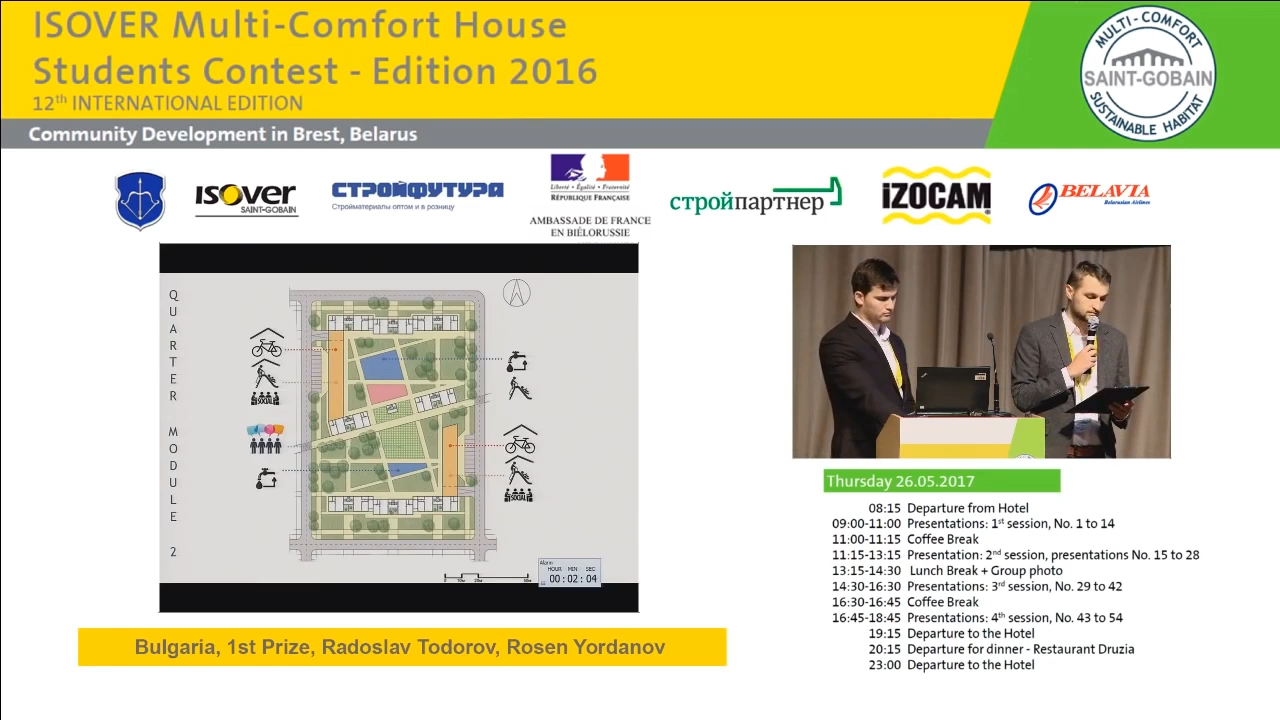 ISOVER Multi-Comfort House
Students Contest - Edition 2016
12th INTERNATIONAL EDITION
Community Development in Brest, Belarus
MULTI-COMFORT
SAINT-GOBAIN
SUSTAINABLE HABITAT
isover
SAINT-GOBAIN
СТРОЙФУТУРА
Стройматериалы оптом и в розницу
Liberté • Égalité • Fraternité
RÉPUBLIQUE FRANÇAISE
AMBASSADE DE FRANCE
EN BIÉLORUSSIE
стройпартнер
iZOCAM
BELAVIA
Belarusian Airlines
QUARTER MODULE 2
SOCIAL
SOCIAL
Alarm
HOUR MIN SEC
00:02:04
Bulgaria, 1st Prize, Radoslav Todorov, Rosen Yordanov
Thursday 26.05.2017
08:15 Departure from Hotel
09:00-11:00 Presentations: 1st session, No. 1 to 14
11:00-11:15 Coffee Break
11:15-13:15 Presentation: 2nd session, presentations No. 15 to 28
13:15-14:30 Lunch Break + Group photo
14:30-16:30 Presentations: 3rd session, No. 29 to 42
16:30-16:45 Coffee Break
16:45-18:45 Presentations: 4th session, No. 43 to 54
19:15 Departure to the Hotel
20:15 Departure for dinner - Restaurant Druzia
23:00 Departure to the Hotel